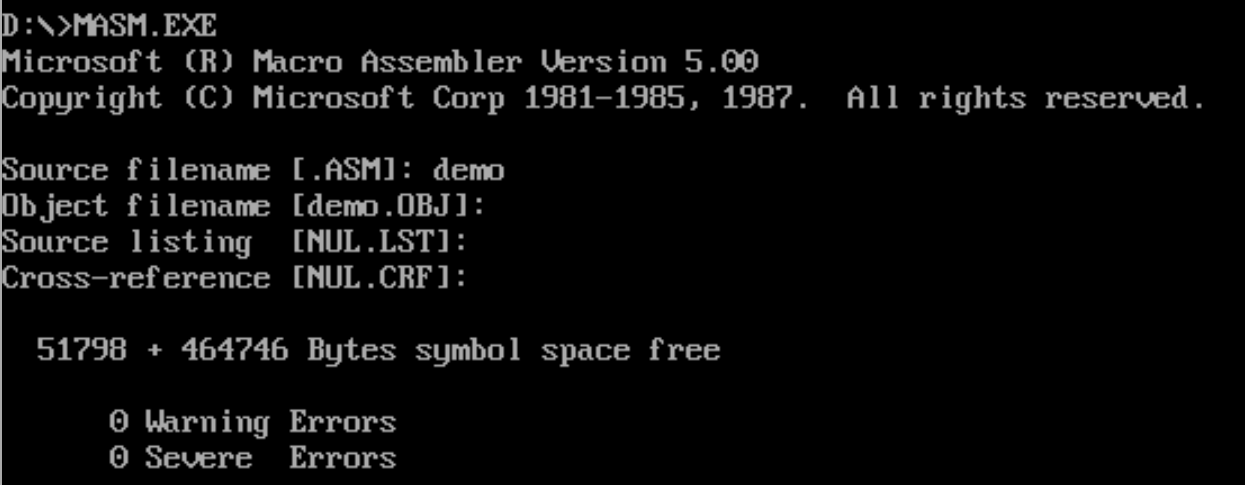 D:\>MASM.EXE
Microsoft (R) Macro Assembler Version 5.00
Copyright (C) Microsoft Corp 1981-1985, 1987.  All rights reserved.
Source filename [.ASM]: demo
Object filename [demo.OBJ]:
Source listing  [NUL.LST]:
Cross-reference [NUL.CRF]:
51798 + 464746 Bytes symbol space free
0 Warning Errors
0 Severe  Errors